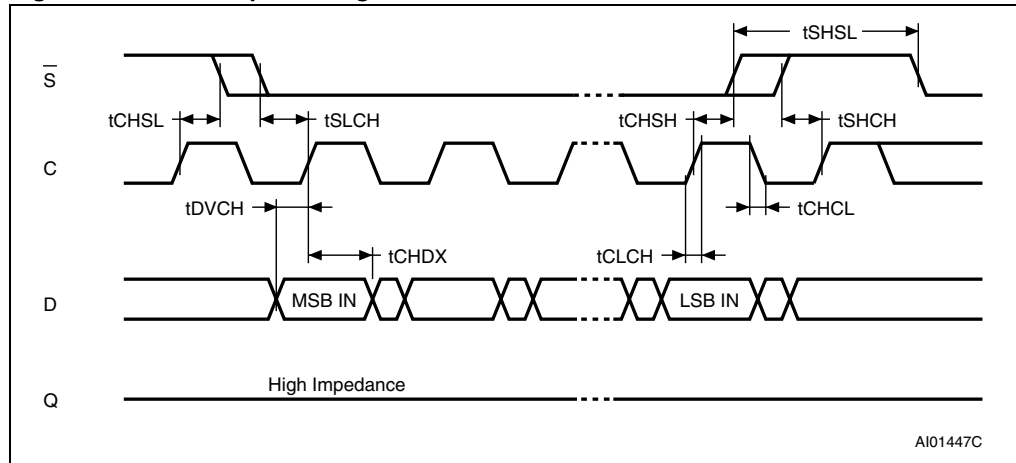 tSHSL
S
tCHSL
tSLCH
tCHSH
tSHCH
C
tDVCH
tCHCL
tCHDX
tCLCH
D
MSB IN
LSB IN
High Impedance
Q
AI01447C